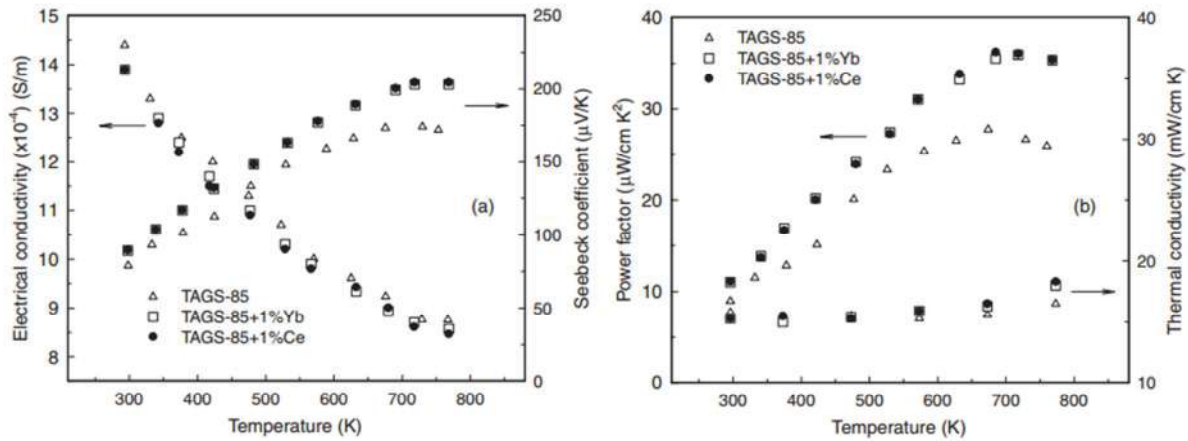 15
14
13
12
11
10
9
8
Electrical conductivity (x10⁻⁴) (S/m)
250
200
150
100
50
0
Seebeck coefficient (μV/K)
(a)
TAGS-85
TAGS-85+1%Yb
TAGS-85+1%Ce
300 400 500 600 700 800
Temperature (K)
40
30
20
10
0
Power factor (μW/cm K²)
TAGS-85
TAGS-85+1%Yb
TAGS-85+1%Ce
40
30
20
10
Thermal conductivity (mW/cm K)
(b)
300 400 500 600 700 800
Temperature (K)